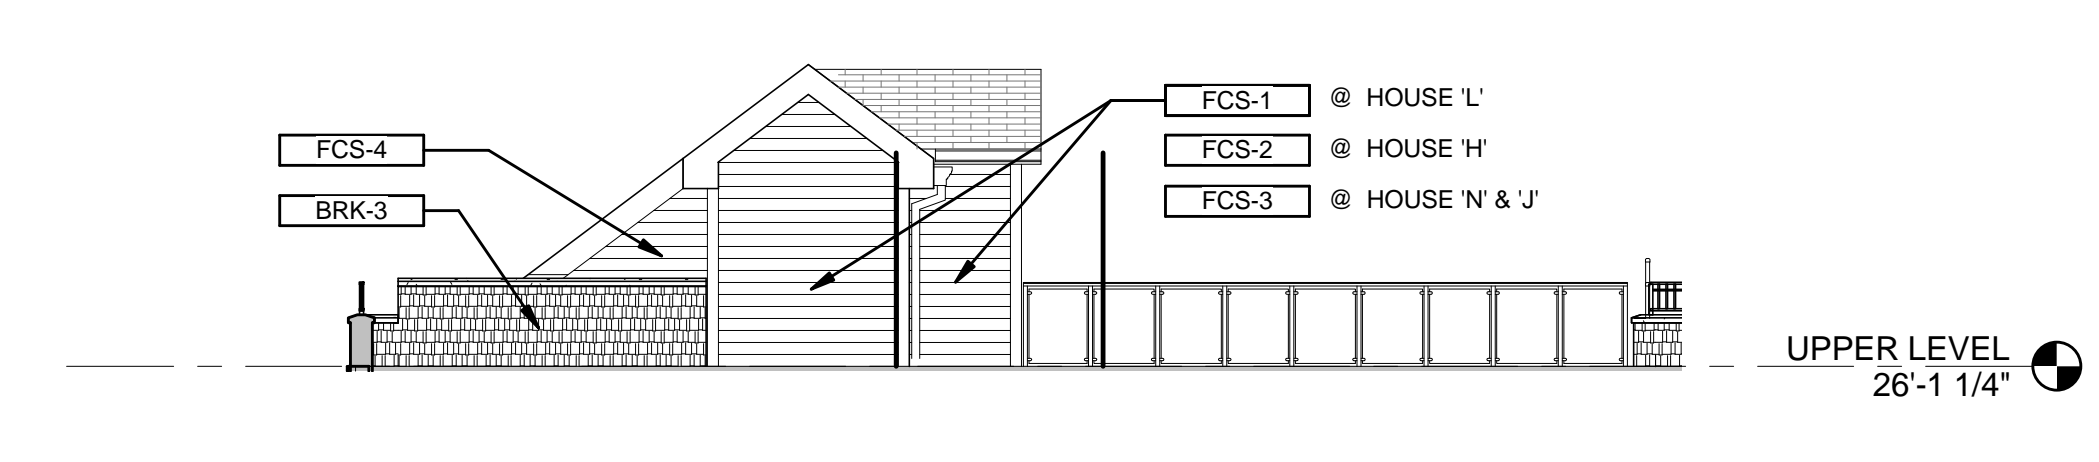 FCS-4
BRK-3
FCS-1 @ HOUSE 'L'
FCS-2 @ HOUSE 'H'
FCS-3 @ HOUSE 'N' & 'J'
UPPER LEVEL
26'-1 1/4"